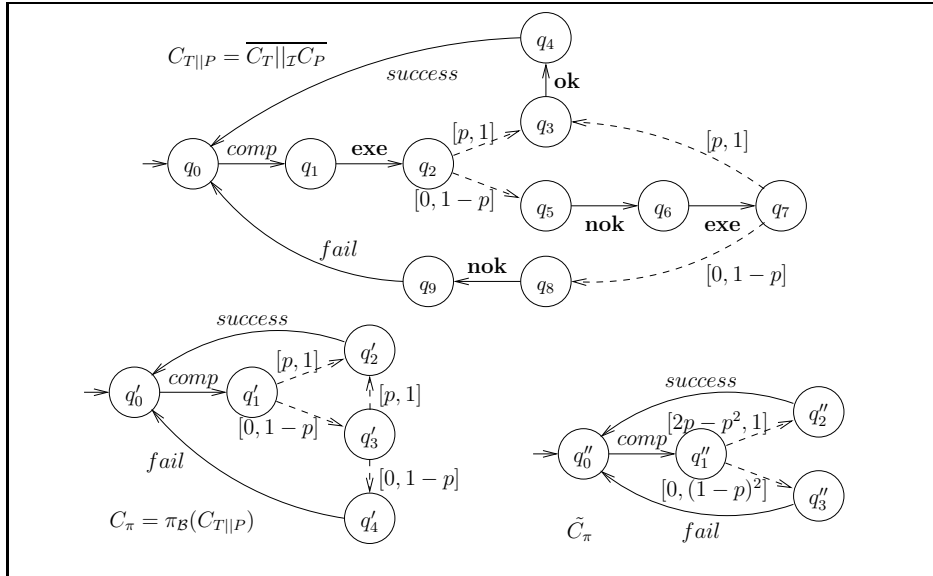 C_{T||P} = \overline{C_T||_{\mathcal{I}} C_P}
q_4
success
ok
q_3
[p, 1]
[p, 1]
q_0
comp
q_1
exe
q_2
[0, 1 − p]
q_5
nok
q_6
exe
q_7
fail
q_9
nok
q_8
[0, 1 − p]
success
q'_2
[p, 1]
q'_0
comp
q'_1
[p, 1]
[0, 1−p]
q'_3
fail
[0, 1 − p]
C_π = π_{\mathcal{B}}(C_{T||P})
q'_4
success
q''_2
[2p − p^2, 1]
q''_0
comp
q''_1
[0, (1 − p)^2]
q''_3
fail
\tilde{C}_π